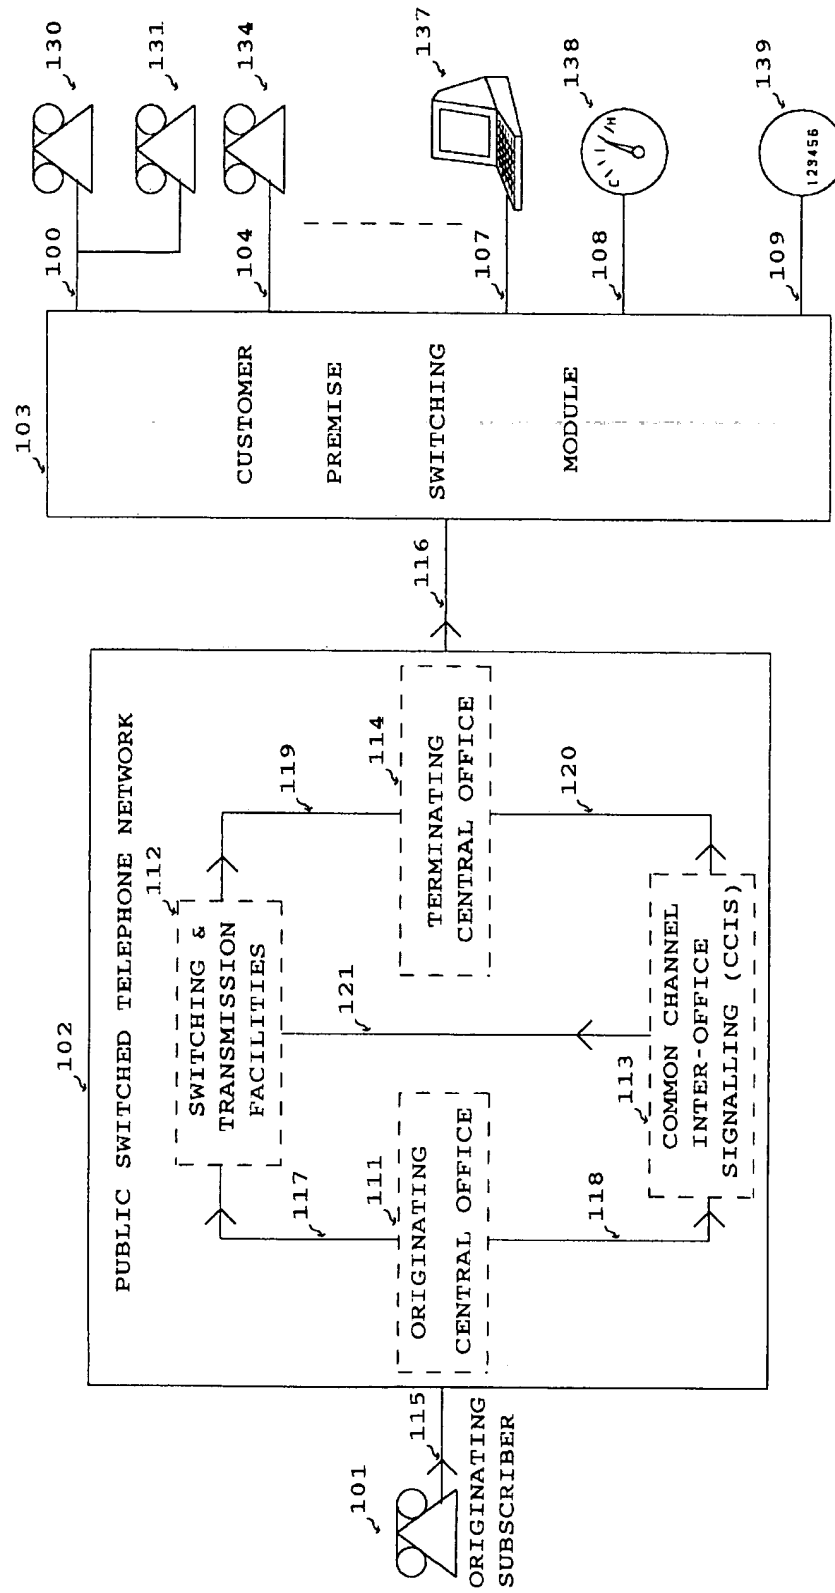 101
ORIGINATING
SUBSCRIBER
115
102
PUBLIC SWITCHED TELEPHONE NETWORK
111
ORIGINATING
CENTRAL OFFICE
117
118
112
SWITCHING &
TRANSMISSION
FACILITIES
121
113
COMMON CHANNEL
INTER-OFFICE
SIGNALLING (CCIS)
119
114
TERMINATING
CENTRAL OFFICE
120
116
103
CUSTOMER
PREMISE
SWITCHING
MODULE
100
130
131
104
134
107
137
108
138
C
H
109
139
123456